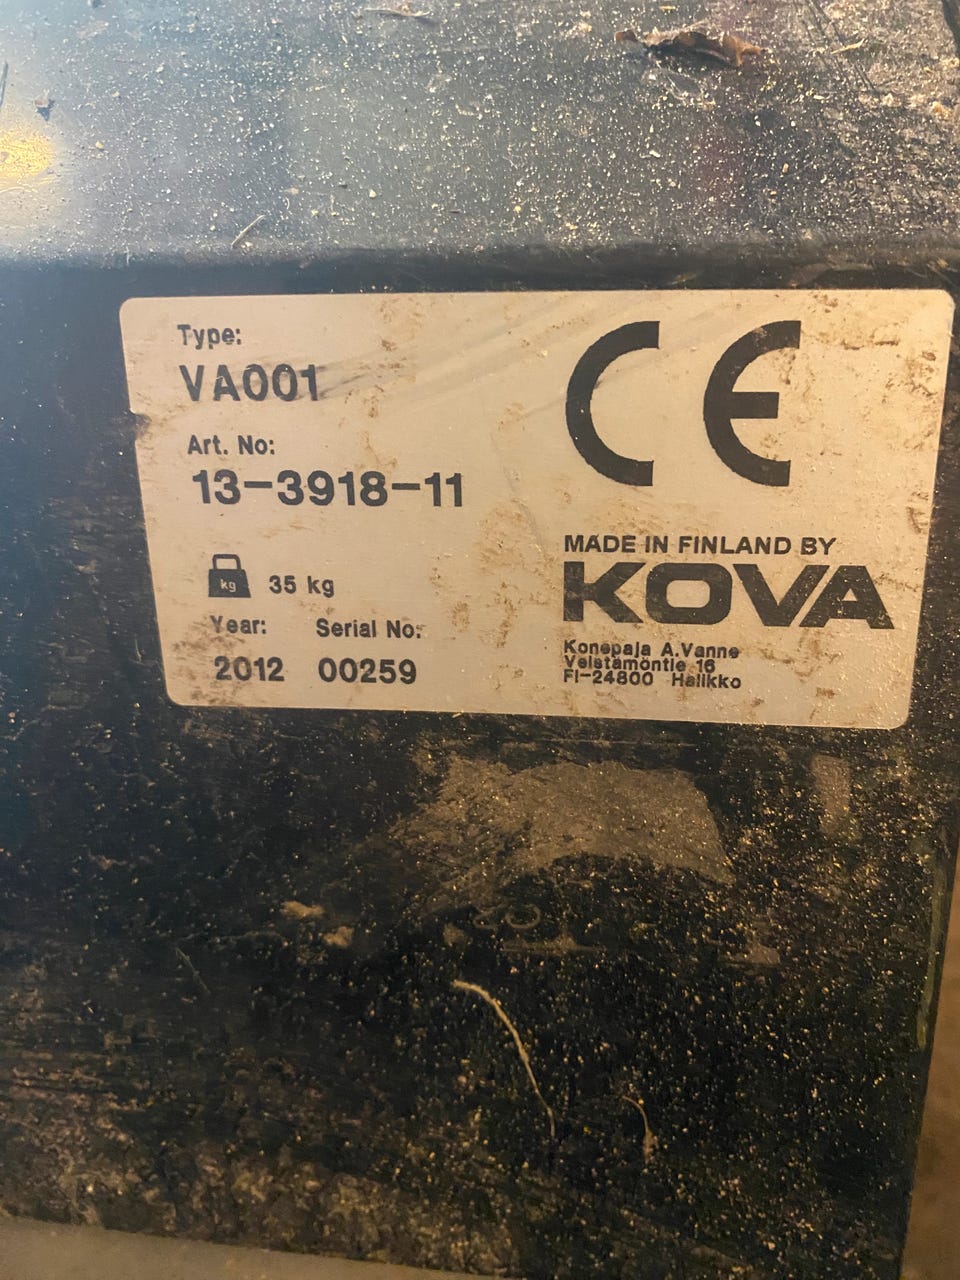 Type:
VA001
Art. No:
13-3918-11
kg 35 kg
Year: Serial No:
2012 00259
CE
MADE IN FINLAND BY
KOVA
Konepaja A.Vanne
Veistämöntie 16
FI-24800 Halikko